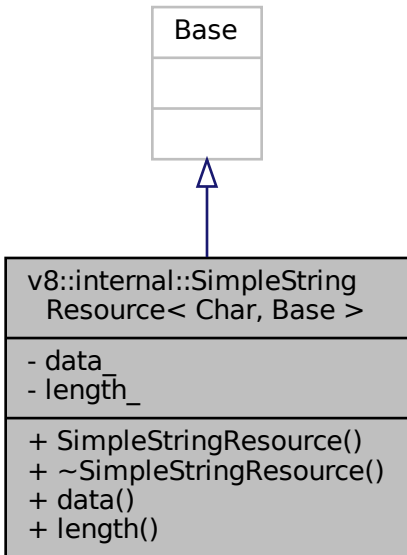 Base
v8::internal::SimpleString
Resource< Char, Base >
- data_
- length_
+ SimpleStringResource()
+ ~SimpleStringResource()
+ data()
+ length()